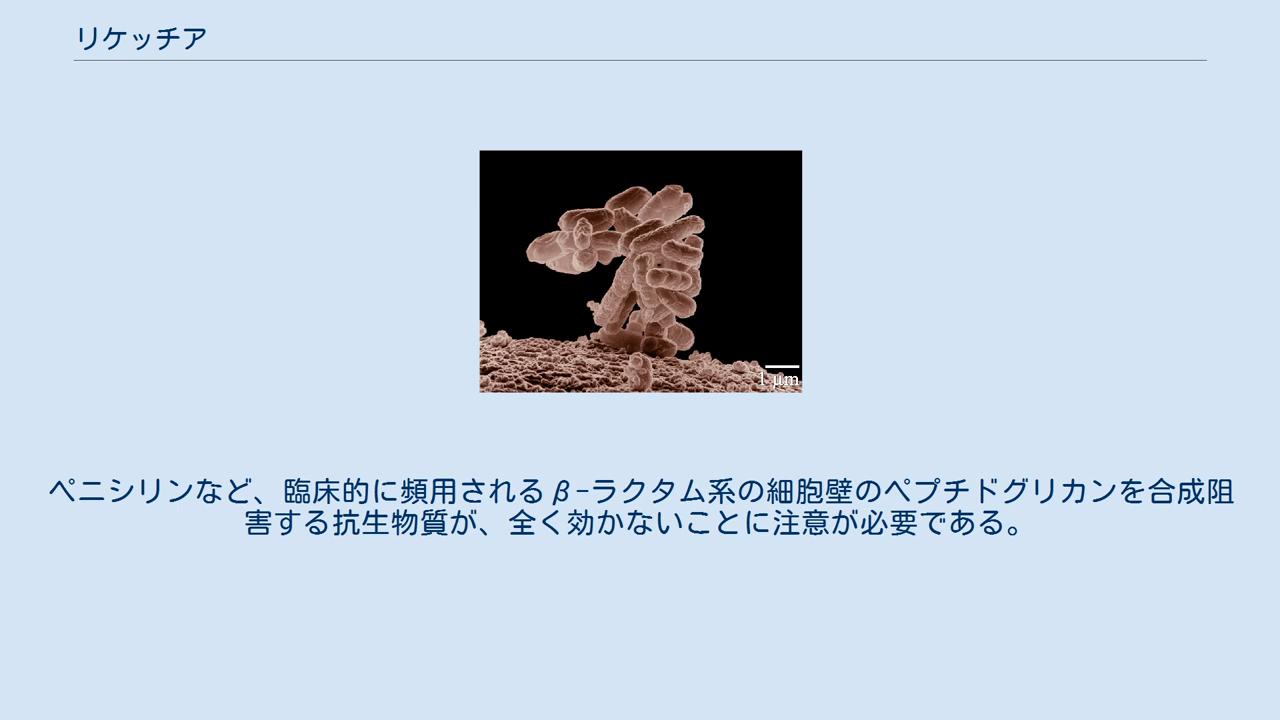 リケッチア
1 µm
ペニシリンなど、臨床的に頻用されるβ-ラクタム系の細胞壁のペプチドグリカンを合成阻
害する抗生物質が、全く効かないことに注意が必要である。